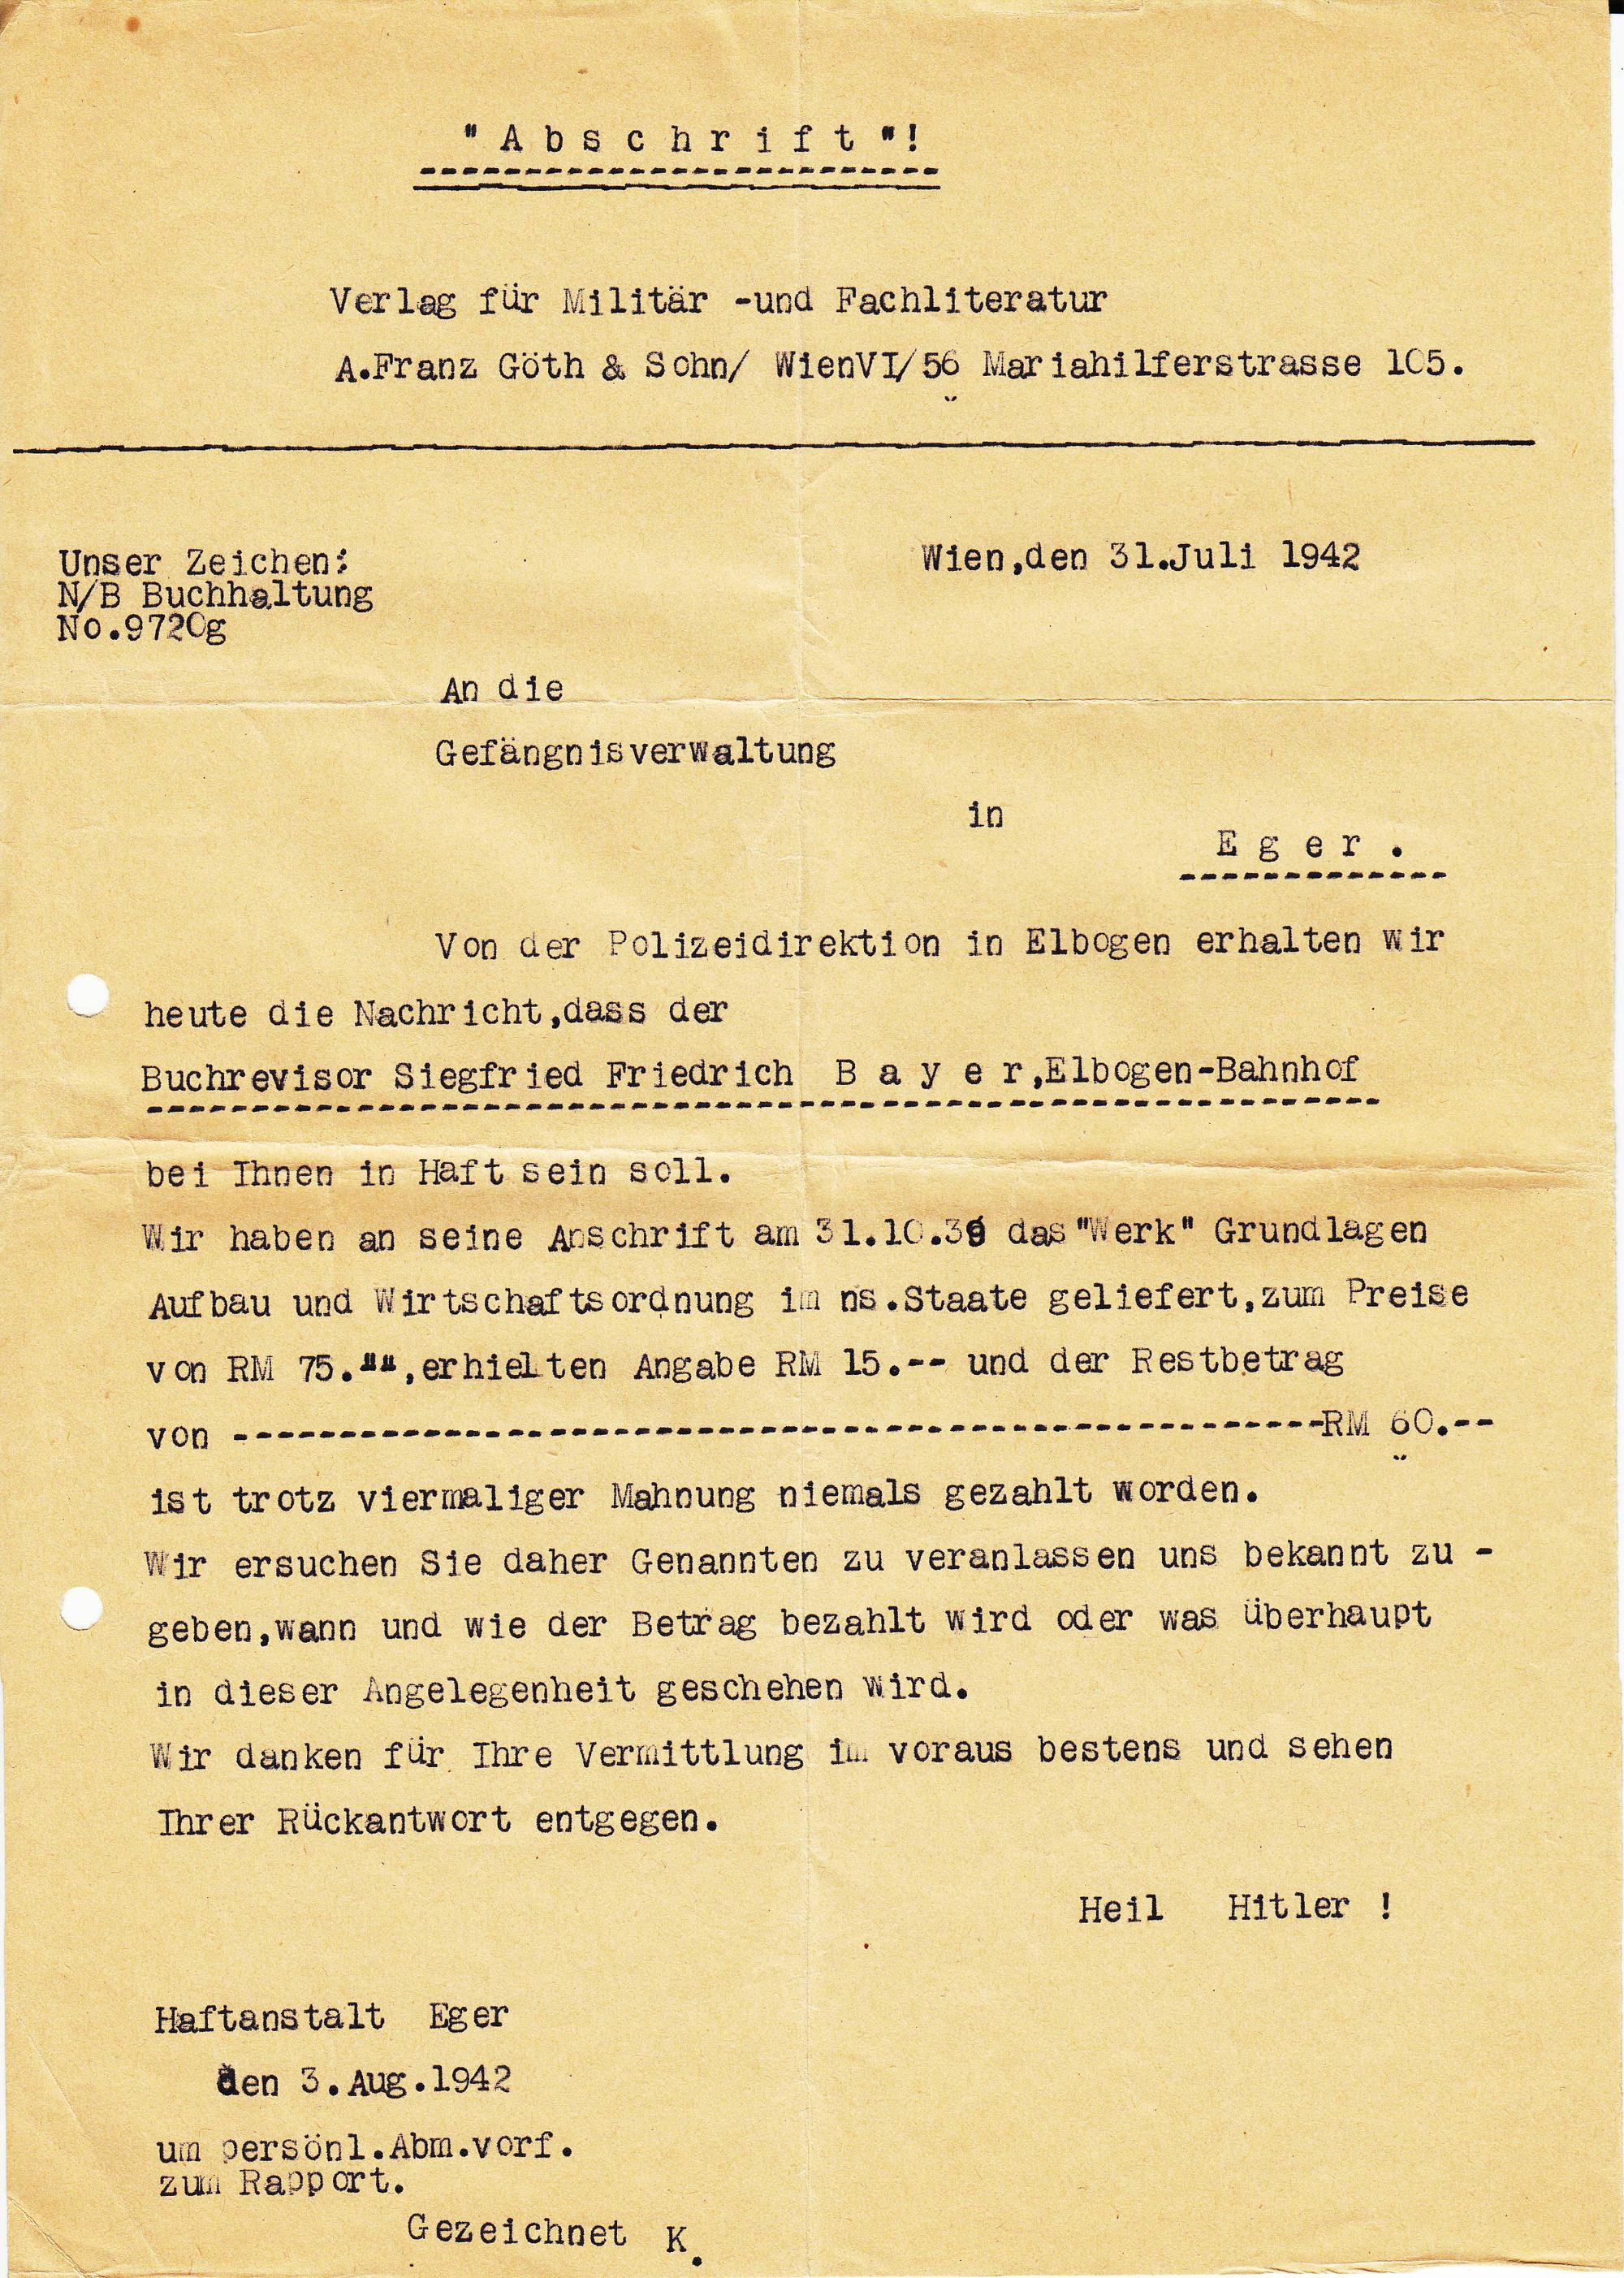 "A b s c h r i f t"!
Verlag für Militär -und Fachliteratur
A.Franz Göth & Sohn/ WienVI/56 Mariahilferstrasse 105.
Unser Zeichen:
Wien,den 31.Juli 1942
N/B Buchhaltung
No.9720g
An die
Gefängnisverwaltung
in
E g e r .
Von der Polizeidirektion in Elbogen erhalten wir
heute die Nachricht,dass der
Buchrevisor Siegfried Friedrich B a y e r,Elbogen-Bahnhof
bei Ihnen in Haft sein soll.
Wir haben an seine Anschrift am 31.10.39 das"Werk" Grundlagen
Aufbau und Wirtschaftsordnung im ns.Staate geliefert,zum Preise
von RM 75.--,erhielten Angabe RM 15.-- und der Restbetrag
von ----------------------------------------------------RM 60.--
ist trotz viermaliger Mahnung niemals gezahlt worden.
Wir ersuchen Sie daher Genannten zu veranlassen uns bekannt zu -
geben,wann und wie der Betrag bezahlt wird oder was überhaupt
in dieser Angelegenheit geschehen wird.
Wir danken für Ihre Vermittlung im voraus bestens und sehen
Ihrer Rückantwort entgegen.
Heil Hitler !
Haftanstalt Eger
den 3.Aug.1942
um persönl.Abm.vorf.
zum Rapport.
Gezeichnet K.